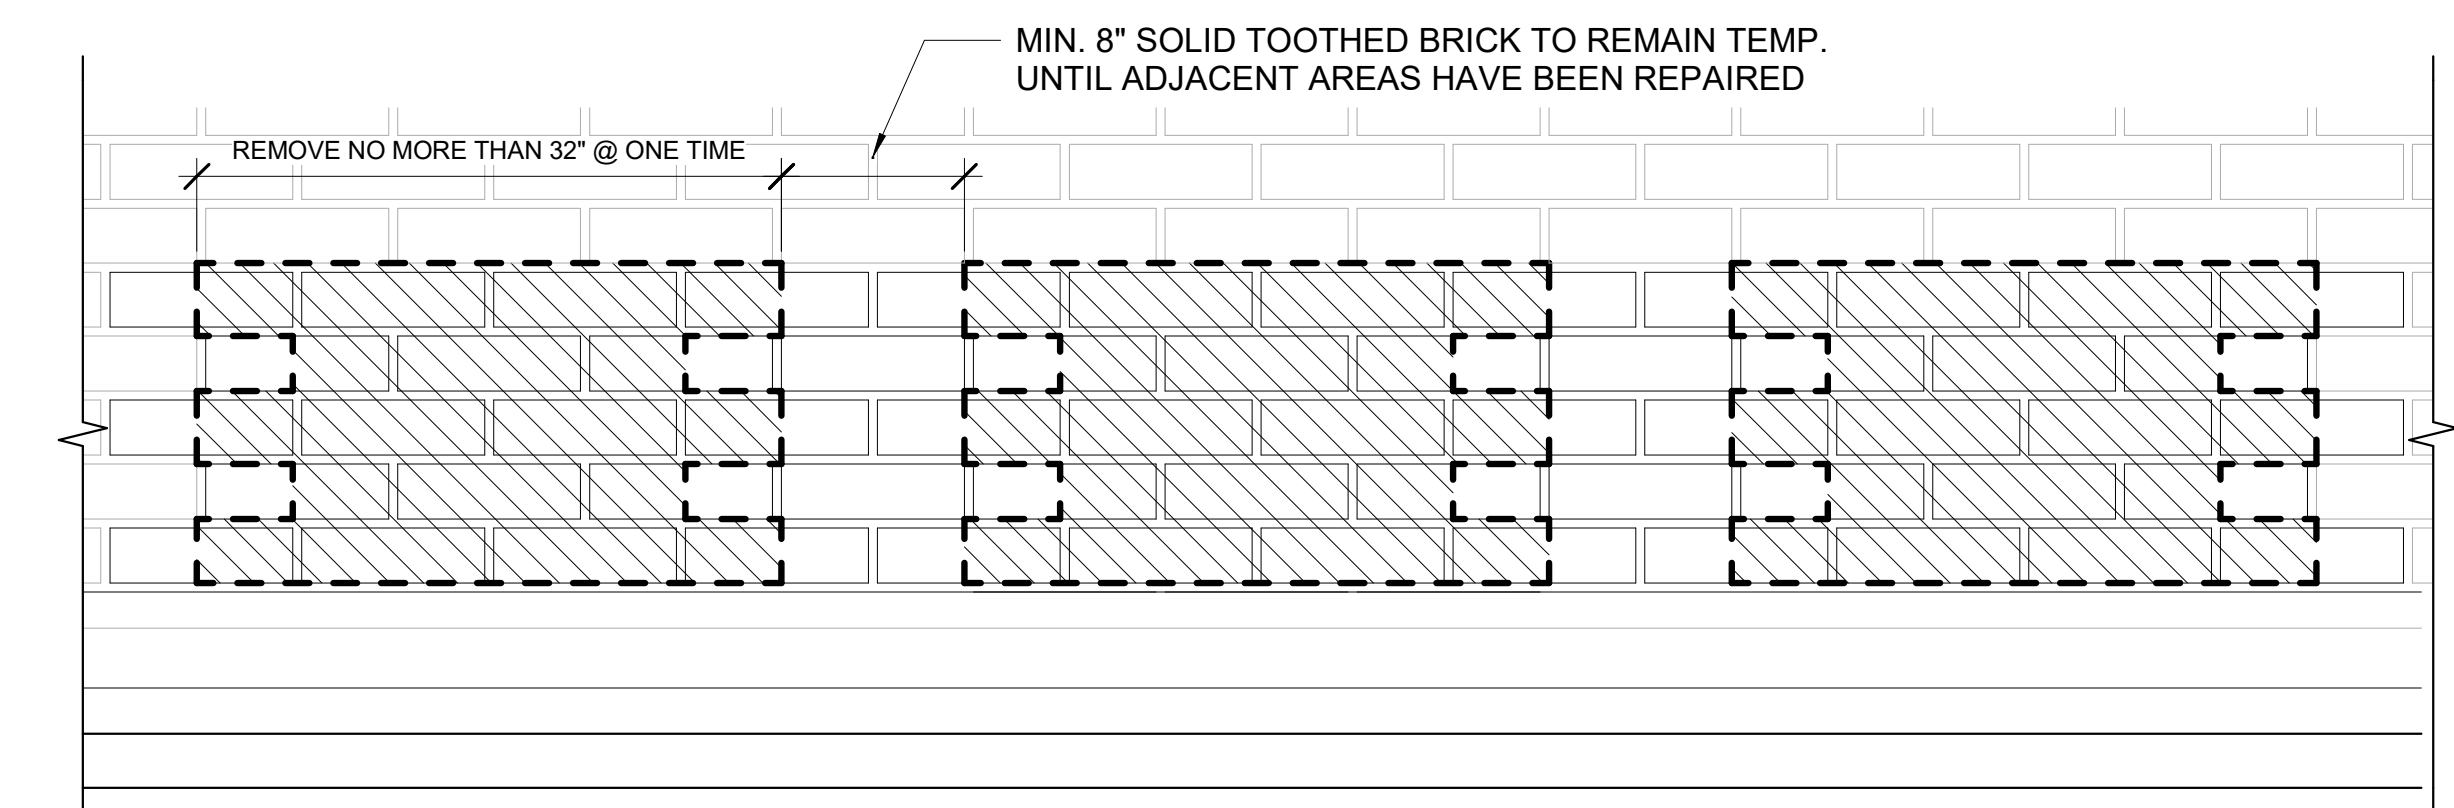 MIN. 8" SOLID TOOTHED BRICK TO REMAIN TEMP.
UNTIL ADJACENT AREAS HAVE BEEN REPAIRED
REMOVE NO MORE THAN 32" @ ONE TIME